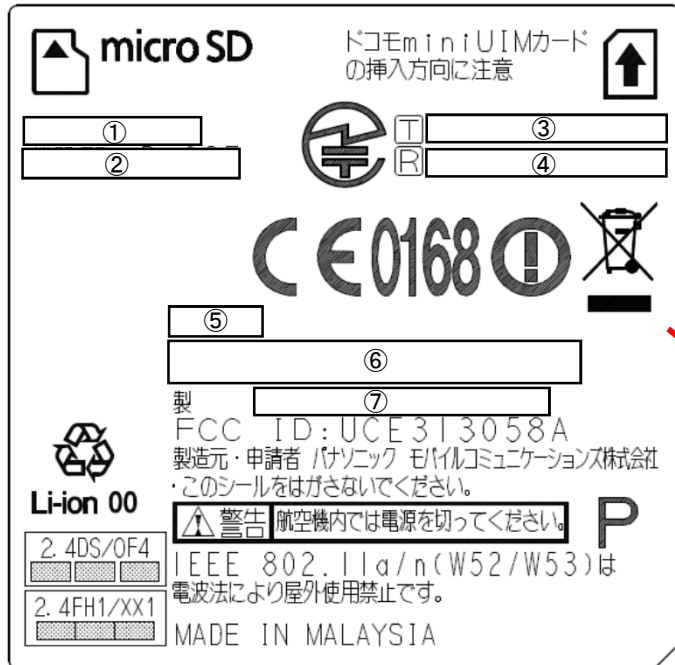 micro SD
ドコモminiUIMカード
の挿入方向に注意
①
②
T ③
R ④
CE0168
⑤
⑥
製 ⑦
FCC ID:UCE313058A
製造元・申請者 パナソニック モバイルコミュニケーションズ株式会社
・このシールをはがさないでください。
警告 航空機内では電源を切ってください。
P
Li-ion 00
2.4DS/OF4
2.4FH1/XX1
IEEE 802.11a/n(W52/W53)は
電波法により屋外使用禁止です。
MADE IN MALAYSIA